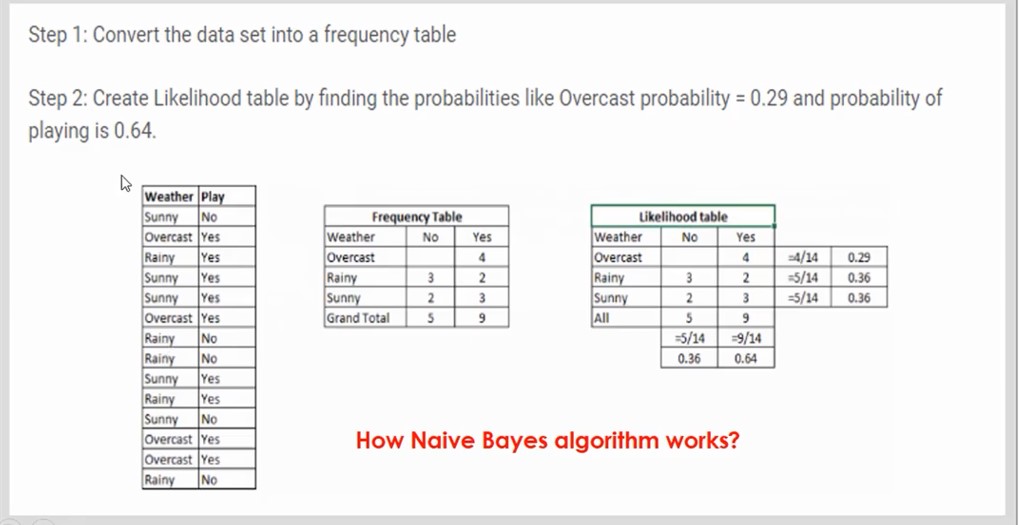 Step 1: Convert the data set into a frequency table
Step 2: Create Likelihood table by finding the probabilities like Overcast probability = 0.29 and probability of
playing is 0.64.
Weather Play
Sunny No
Overcast Yes
Rainy Yes
Sunny Yes
Sunny Yes
Overcast Yes
Rainy No
Rainy No
Sunny Yes
Rainy Yes
Sunny No
Overcast Yes
Overcast Yes
Rainy No
Frequency Table
Weather No Yes
Overcast 4
Rainy 3 2
Sunny 2 3
Grand Total 5 9
Likelihood table
Weather No Yes
Overcast 4 =4/14 0.29
Rainy 3 2 =5/14 0.36
Sunny 2 3 =5/14 0.36
All 5 9
=5/14 =9/14
0.36 0.64
How Naive Bayes algorithm works?